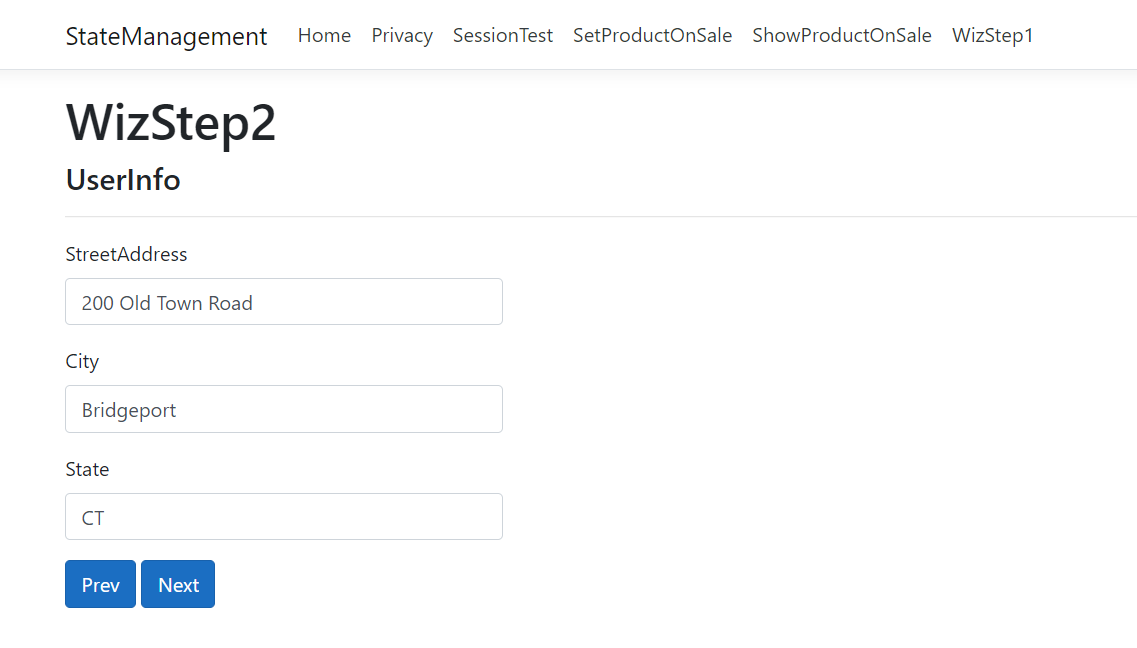 StateManagement Home Privacy SessionTest SetProductOnSale ShowProductOnSale WizStep1
WizStep2
UserInfo
StreetAddress
200 Old Town Road
City
Bridgeport
State
CT
Prev Next